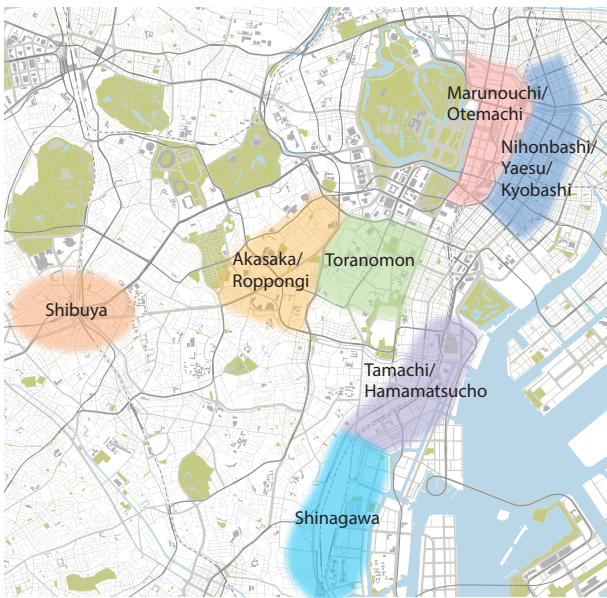 Marunouchi/
Otemachi
Nihonbashi/
Yaesu/
Kyobashi
Akasaka/
Roppongi
Toranomon
Shibuya
Tamachi/
Hamamatsucho
Shinagawa